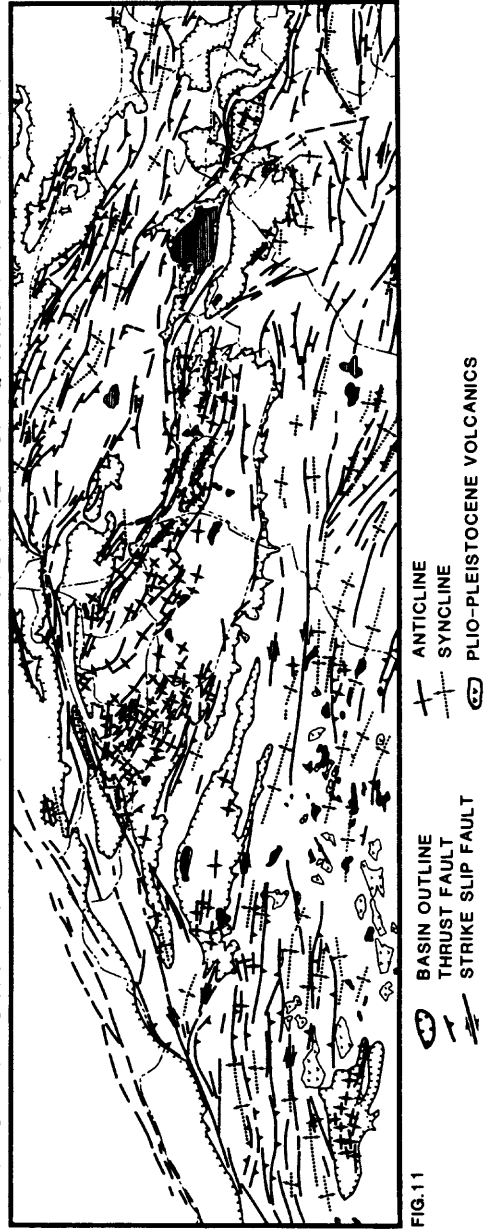 FIG.11
BASIN OUTLINE
THRUST FAULT
STRIKE SLIP FAULT
ANTICLINE
SYNCLINE
PLIO-PLEISTOCENE VOLCANICS